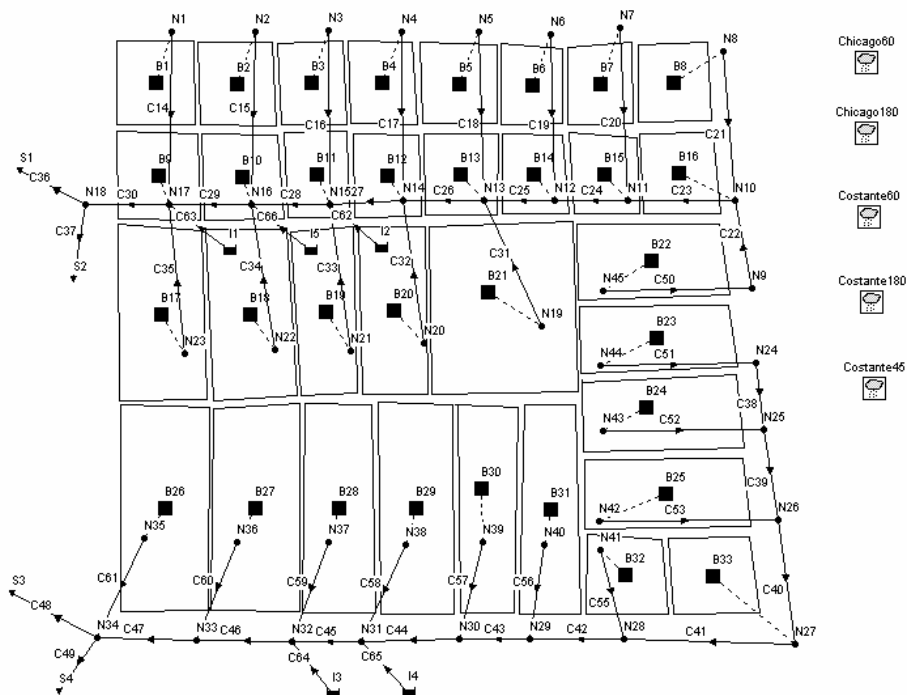 N1 N2 N3 N4 N5 N6 N7 N8
Chicago60
B1 B2 B3 B4 B5 B6 B7 B8
C14 C15 C16 C17 C18 C19 C20 C21
Chicago180
S1 B9 B10 B11 B12 B13 B14 B15 B16
C36 N18 C30 N17 C29 N16 C28 N1527 N14 C26 N13 C25 N12 C24 N11 C23 N10
C37 C63 C66 C62 C22
Costante60
S2 I1 I5 I2 C31 B22
C35 C34 C33 C32 B21 N45 C50 N9
Costante180
B17 B18 B19 B20 N19 B23
N23 N22 N21 N20 N44 C51 N24
Costante45
B24 C38
N43 C52 N25
B26 B27 B28 B29 B30 B31 B25 C39
N35 N36 N37 N38 N39 N40 N42 C53 N26
N41 B32 B33
S3 C61 C60 C59 C58 C57 C56 C55 C40
C48 N34 C47 N33 C46 N32 C45 N31 C44 N30 C43 N29 C42 N28 C41 N27
C49 C64 C65
S4 I3 I4